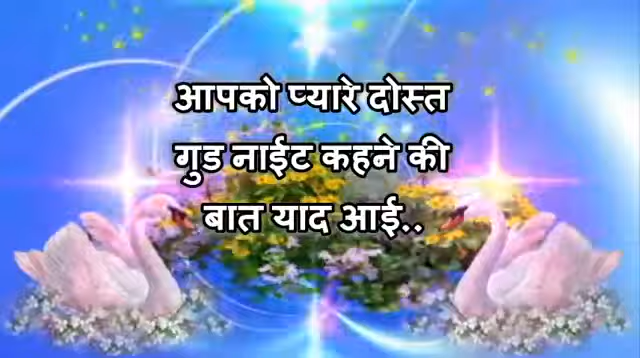 आपको प्यारे दोस्त
गुड नाईट कहने की
बात याद आई..